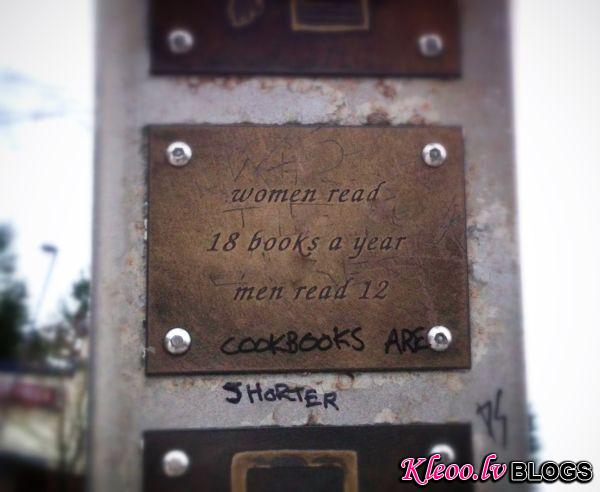 women read
18 books a year
men read 12
COOKBOOKS ARE
SHORTER
Kleoo.lv BLOGS